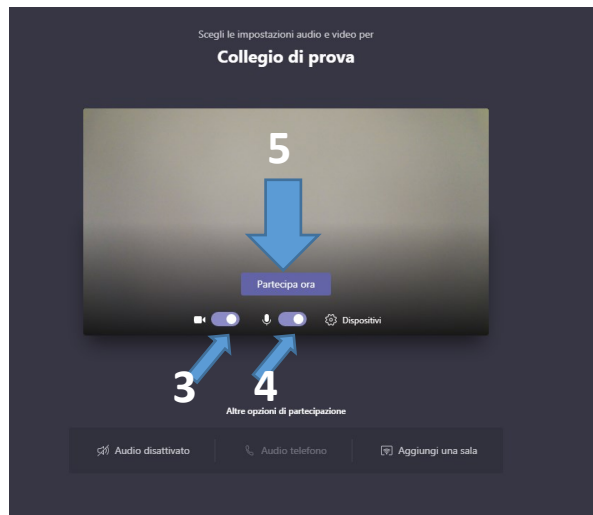 Scegli le impostazioni audio e video per
Collegio di prova
5
Partecipa ora
Dispositivi
3
4
Altre opzioni di partecipazione
Audio disattivato
Audio telefono
Aggiungi una sala